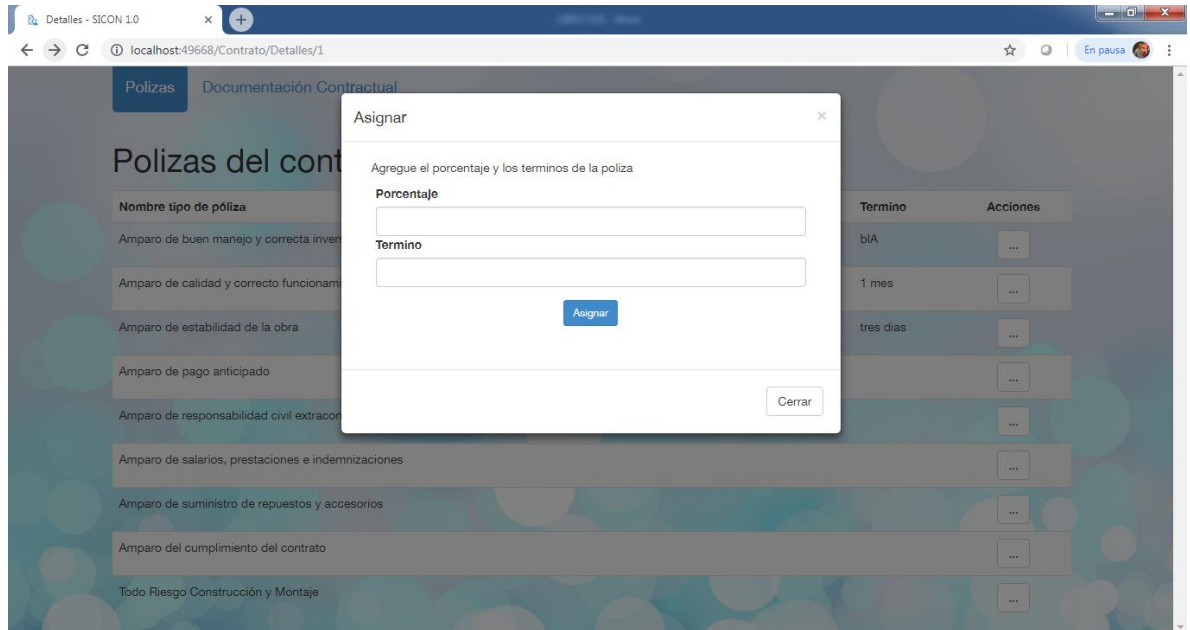 Detalles - SICON 1.0
localhost:49668/Contrato/Detalles/1
En pausa
Polizas Documentación Contractual
Asignar ×
Polizas del cont
Agregue el porcentaje y los terminos de la poliza
Porcentaje
Nombre tipo de póliza Termino Acciones
Amparo de buen manejo y correcta inver bIA ...
Termino
Amparo de calidad y correcto funcionami 1 mes ...
Asignar
Amparo de estabilidad de la obra tres dias ...
Amparo de pago anticipado ...
Cerrar
Amparo de responsabilidad civil extracon ...
Amparo de salarios, prestaciones e indemnizaciones ...
Amparo de suministro de repuestos y accesorios ...
Amparo del cumplimiento del contrato ...
Todo Riesgo Construcción y Montaje ...